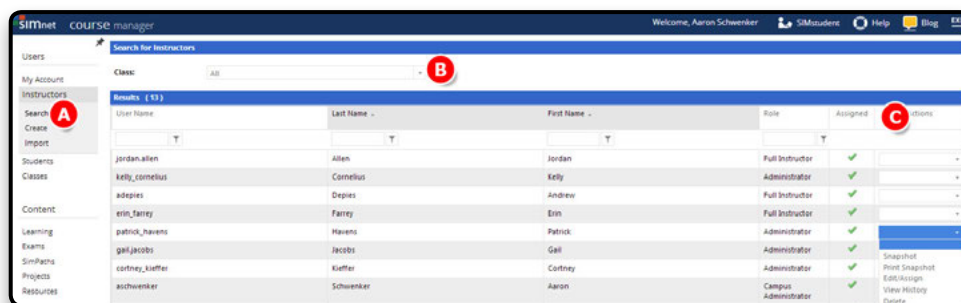 SIMnet course manager Welcome, Aaron Schwenker SIMstudent Help Blog
Users
My Account
Instructors
Search A
Create
Import
Students
Classes
Content
Learning
Exams
SimPaths
Projects
Resources
Search for Instructors
Class: All B
Results (13)
User Name Last Name First Name Role Assigned C ctions
jordan.allen Allen Jordan Full Instructor
kelly_cornelius Cornelius Kelly Administrator
adepies Depies Andrew Full Instructor
erin_farrey Farrey Erin Full Instructor
patrick_havens Havens Patrick Administrator
gail.jacobs Jacobs Gail Administrator
cortney_kieffer Kieffer Cortney Administrator
aschwenker Schwenker Aaron Campus Administrator
Snapshot
Print Snapshot
Edit/Assign
View History
Delete